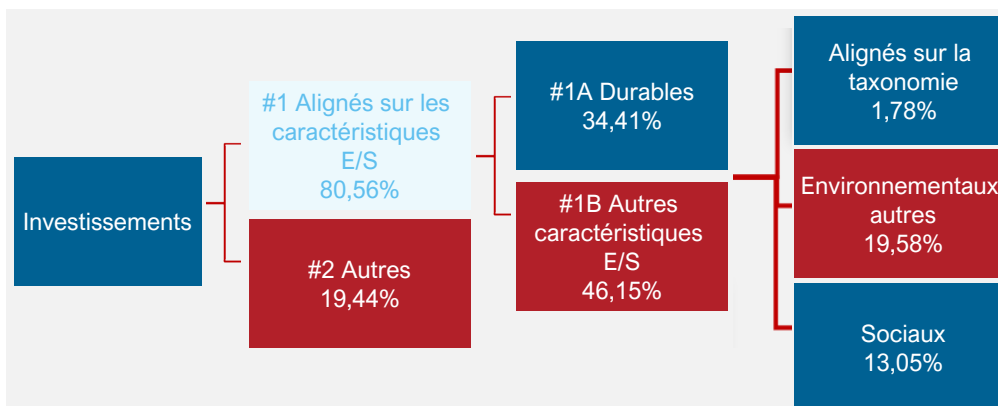 Investissements
#1 Alignés sur les
caractéristiques
E/S
80,56%
#2 Autres
19,44%
#1A Durables
34,41%
#1B Autres
caractéristiques
E/S
46,15%
Alignés sur la
taxonomie
1,78%
Environnementaux
autres
19,58%
Sociaux
13,05%